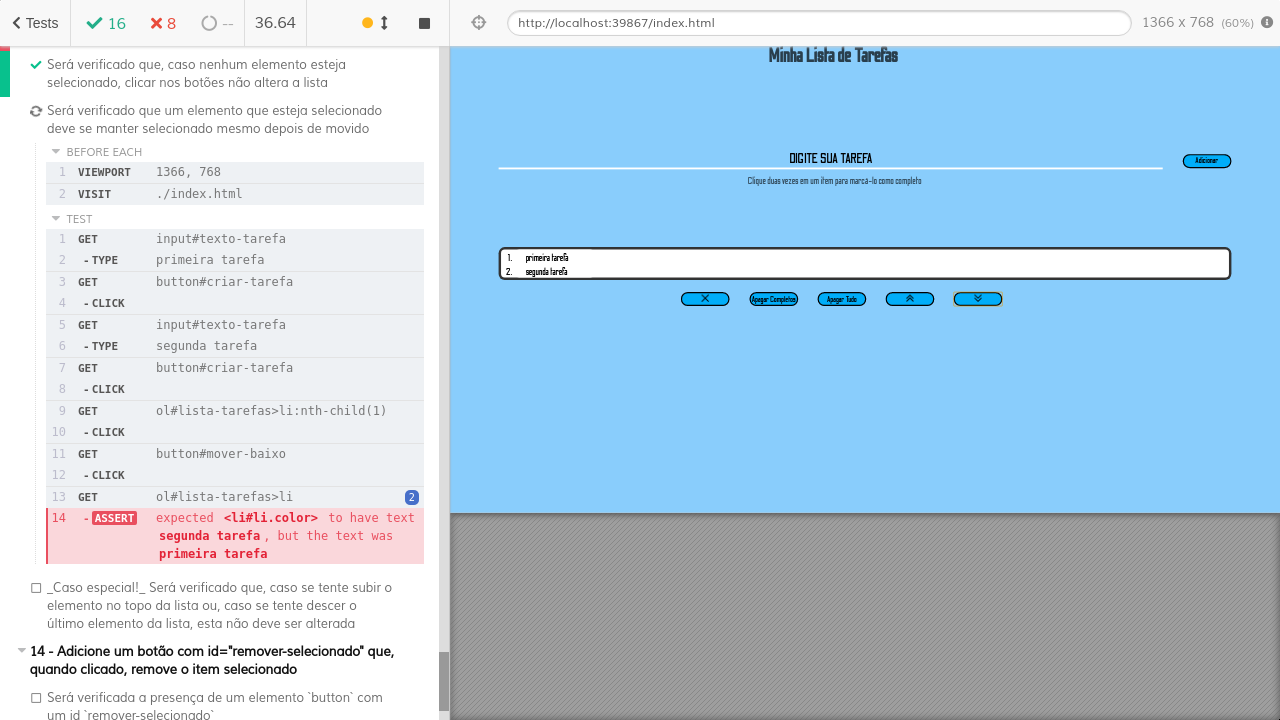 Tests
16
8
--
36.64
http://localhost:39867/index.html
1366 x 768 (60%)
Será verificado que, caso nenhum elemento esteja
selecionado, clicar nos botões não altera a lista
Será verificado que um elemento que esteja selecionado
deve se manter selecionado mesmo depois de movido
BEFORE EACH
1 VIEWPORT 1366, 768
2 VISIT ./index.html
TEST
1 GET input#texto-tarefa
2 -TYPE primeira tarefa
3 GET button#criar-tarefa
4 -CLICK
5 GET input#texto-tarefa
6 -TYPE segunda tarefa
7 GET button#criar-tarefa
8 -CLICK
9 GET ol#lista-tarefas>li:nth-child(1)
10 -CLICK
11 GET button#mover-baixo
12 -CLICK
13 GET ol#lista-tarefas>li 2
14 -ASSERT expected <li#li.color> to have text
segunda tarefa, but the text was
primeira tarefa
_Caso especial!_ Será verificado que, caso se tente subir o
elemento no topo da lista ou, caso se tente descer o
último elemento da lista, esta não deve ser alterada
14 - Adicione um botão com id="remover-selecionado" que,
quando clicado, remove o item selecionado
Será verificada a presença de um elemento `button` com
um id `remover-selecionado`
Minha Lista de Tarefas
DIGITE SUA TAREFA
Adicionar
Clique duas vezes em um item para marcá-lo como completo
1. primeira tarefa
2. segunda tarefa
Apagar Completos
Apagar Tudo